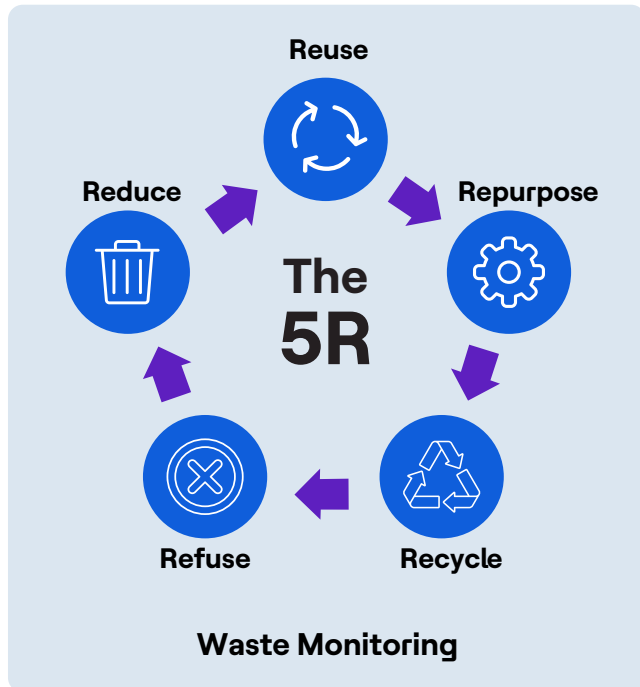 Reuse
Reduce
Repurpose
The
5R
Refuse
Recycle
Waste Monitoring